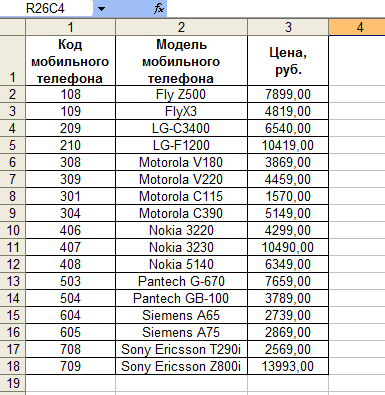 R26C4 fx
1 2 3 4
1 Код мобильного телефона Модель мобильного телефона Цена, руб.
2 108 Fly Z500 7899,00
3 109 FlyX3 4819,00
4 209 LG-C3400 6540,00
5 210 LG-F1200 10419,00
6 308 Motorola V180 3869,00
7 309 Motorola V220 4459,00
8 301 Motorola C115 1570,00
9 304 Motorola C390 5149,00
10 406 Nokia 3220 4299,00
11 407 Nokia 3230 10490,00
12 408 Nokia 5140 6349,00
13 503 Pantech G-670 7659,00
14 504 Pantech GB-100 3789,00
15 604 Siemens A65 2739,00
16 605 Siemens A75 2869,00
17 708 Sony Ericsson T290i 2569,00
18 709 Sony Ericsson Z800i 13993,00
19